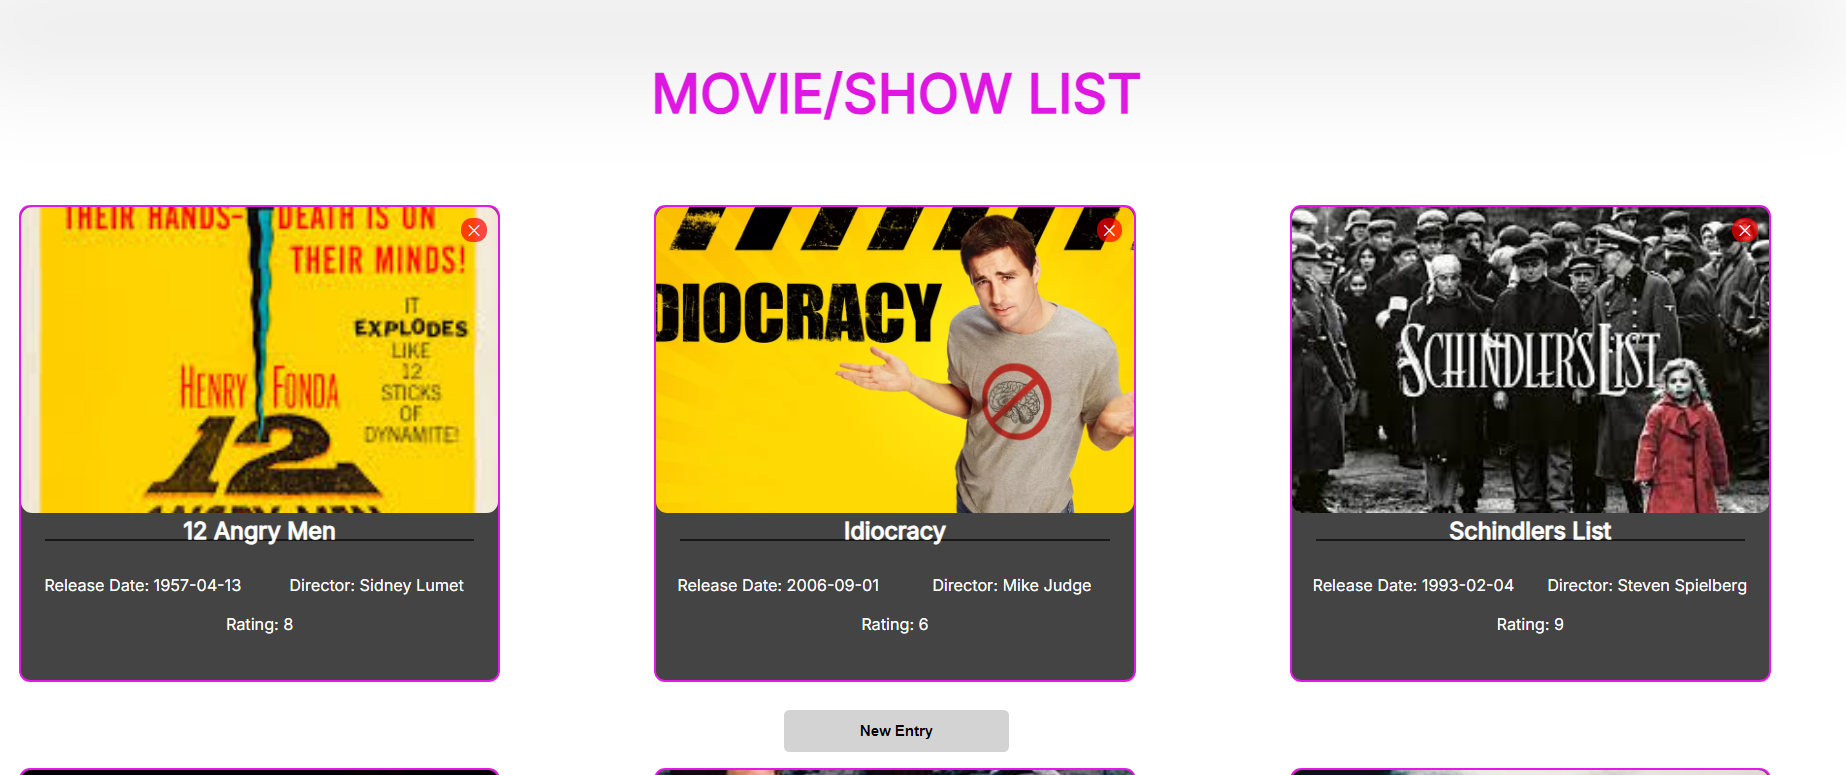 MOVIE/SHOW LIST
THEIR HANDS- DEATH IS ON
THEIR MINDS!
IT
EXPLODES
LIKE
12
STICKS
OF
DYNAMITE!
HENRY FONDA
12
ANGRY MEN
12 Angry Men
Release Date: 1957-04-13
Director: Sidney Lumet
Rating: 8
DIOCRACY
Idiocracy
Release Date: 2006-09-01
Director: Mike Judge
Rating: 6
SCHINDLER'S LIST
Schindlers List
Release Date: 1993-02-04
Director: Steven Spielberg
Rating: 9
New Entry